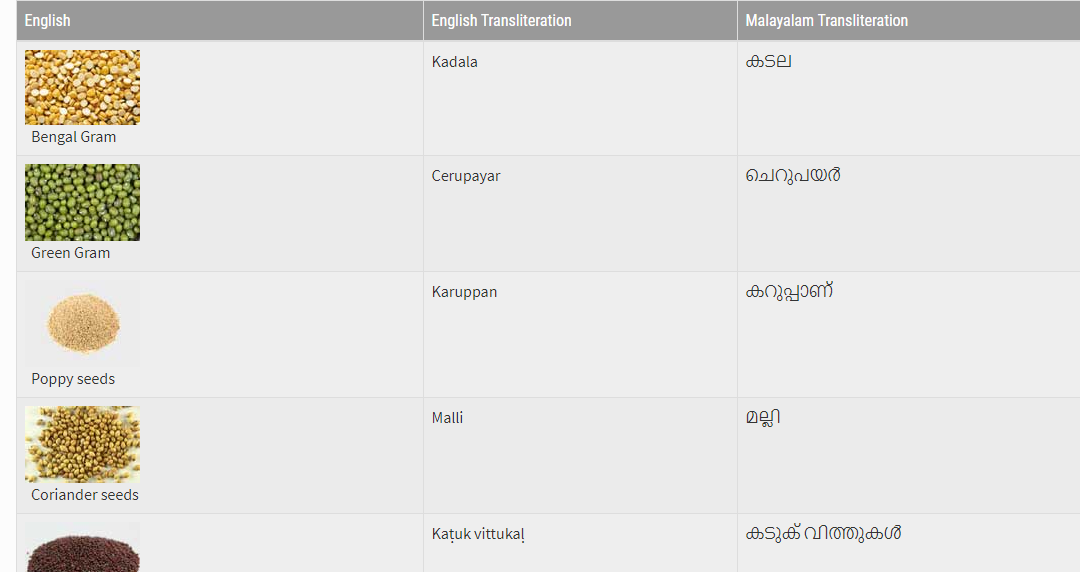 English
English Transliteration
Malayalam Transliteration
Kadala
കടല
Bengal Gram
Cerupayar
ചെറുപയർ
Green Gram
Karuppan
കറുപ്പാണ്
Poppy seeds
Malli
മല്ലി
Coriander seeds
Kaṭuk vittukaḷ
കടുക് വിത്തുകൾ